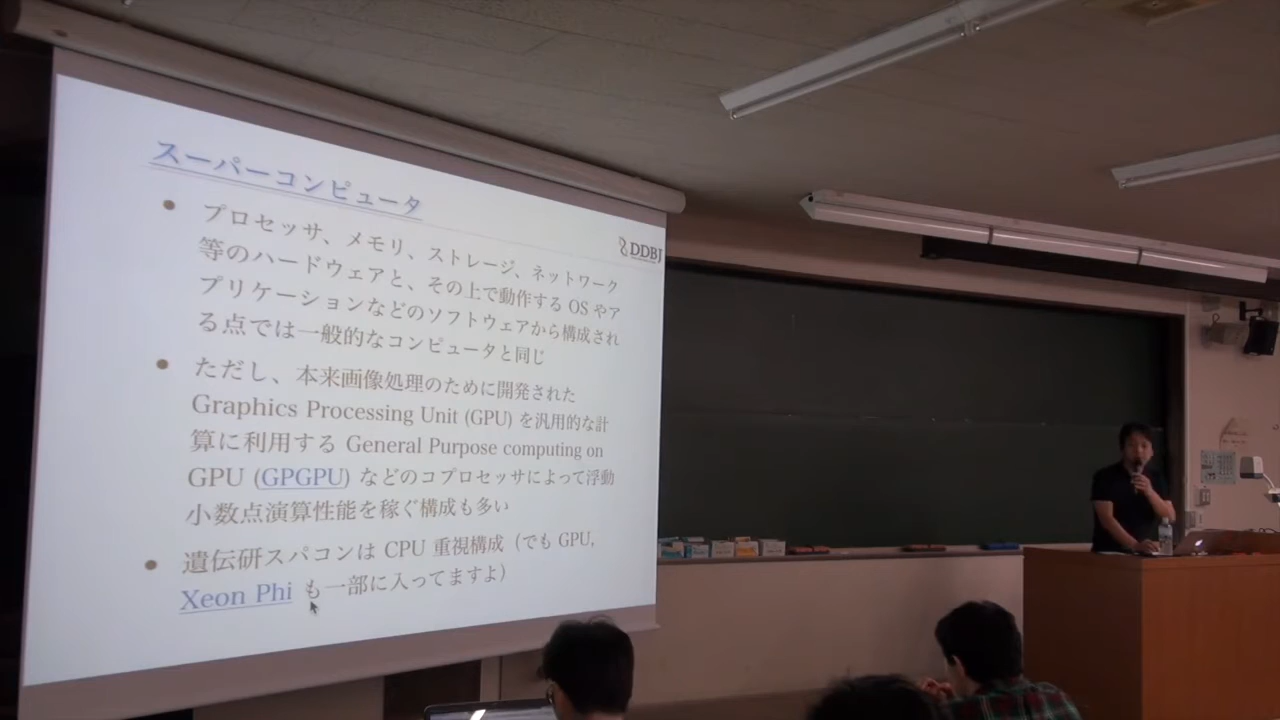 スーパーコンピュータ
DDBJ
プロセッサ、メモリ、ストレージ、ネットワーク
等のハードウェアと、その上で動作する OS やア
プリケーションなどのソフトウェアから構成され
る点では一般的なコンピュータと同じ
ただし、本来画像処理のために開発された
Graphics Processing Unit (GPU) を汎用的な計
算に利用する General Purpose computing on
GPU (GPGPU) などのコプロセッサによって浮動
小数点演算性能を稼ぐ構成も多い
遺伝研スパコンは CPU 重視構成（でも GPU,
Xeon Phi も一部に入ってますよ）